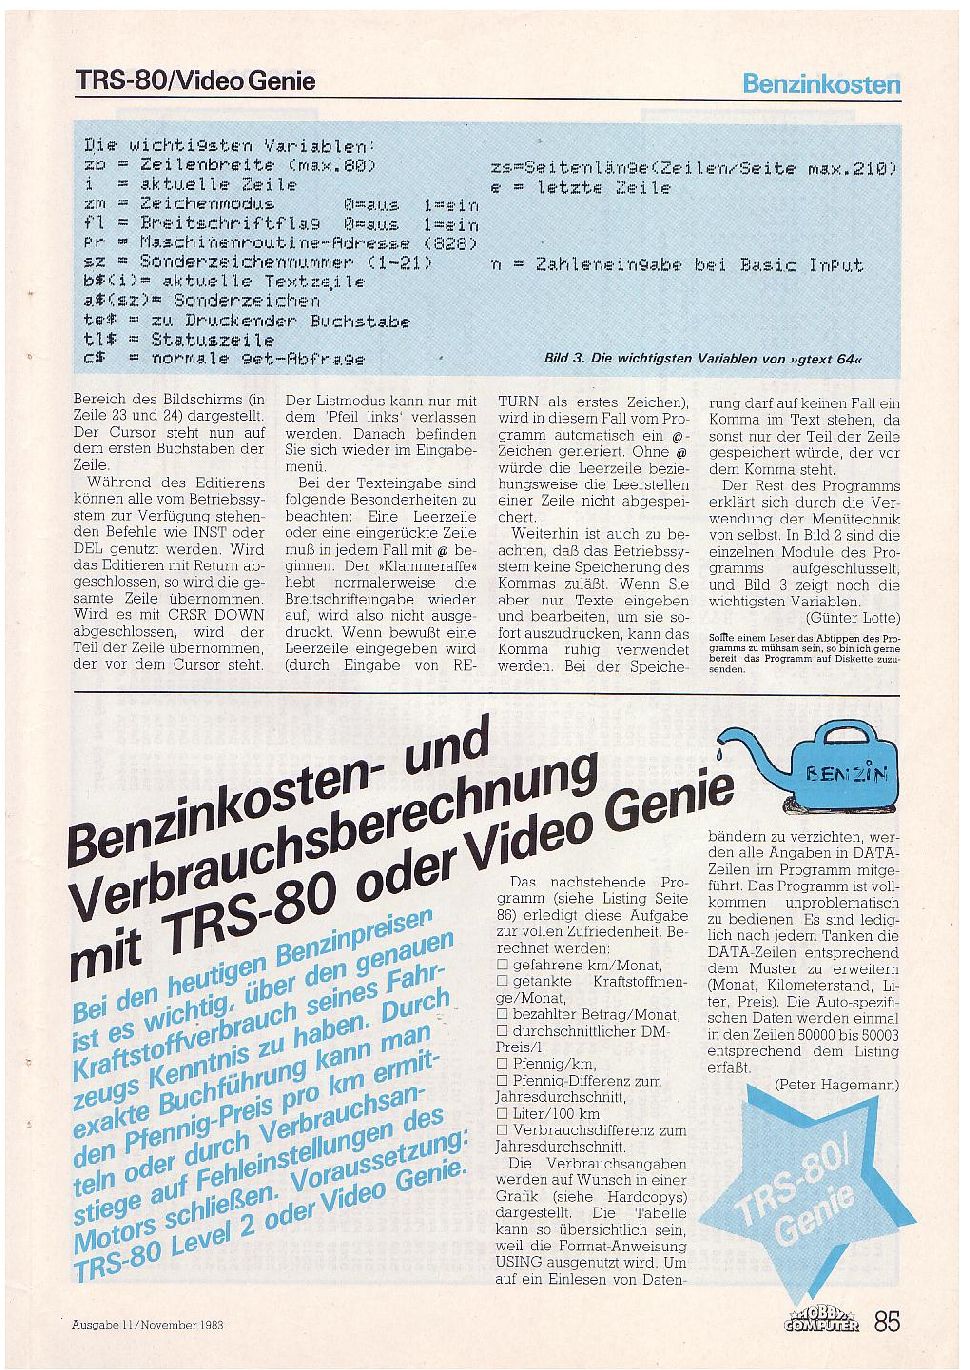 TRS-80/Video Genie
Benzinkosten
Die wichtigsten Variablen:
zb = Zeilenbreite (max.80)
zs=Seitenlänge(Zeilen/Seite max.210)
i = aktuelle Zeile
e = letzte Zeile
zm = Zeichenmodus 0=aus 1=ein
fl = Breitschriftflag 0=aus 1=ein
Pr = Maschinenroutine-Adresse (828)
sz = Sonderzeichennummer (1-21)
n = Zahleneingabe bei Basic InPut
b$(i)= aktuelle Textzeile
a$(sz)= Sonderzeichen
te$ = zu Druckender Buchstabe
tl$ = Statuszeile
c$ = normale get-Abfrage
Bild 3. Die wichtigsten Variablen von »gtext 64«
Bereich des Bildschirms (in
Zeile 23 und 24) dargestellt.
Der Cursor steht nun auf
dem ersten Buchstaben der
Zeile.
Während des Editierens
können alle vom Betriebssy-
stem zur Verfügung stehen-
den Befehle wie INST oder
DEL genutzt werden. Wird
das Editieren mit Return ab-
geschlossen, so wird die ge-
samte Zeile übernommen.
Wird es mit CRSR DOWN
abgeschlossen, wird der
Teil der Zeile übernommen,
der vor dem Cursor steht.
Der Listmodus kann nur mit
dem 'Pfeil links' verlassen
werden. Danach befinden
Sie sich wieder im Eingabe-
menü.
Bei der Texteingabe sind
folgende Besonderheiten zu
beachten: Eine Leerzeile
oder eine eingerückte Zeile
muß in jedem Fall mit @ be-
ginnen. Der »Klammeraffe«
hebt normalerweise die
Breitschrifteingabe wieder
auf, wird also nicht ausge-
druckt. Wenn bewußt eine
Leerzeile eingegeben wird
(durch Eingabe von RE-
TURN als erstes Zeichen),
wird in diesem Fall vom Pro-
gramm automatisch ein @-
Zeichen generiert. Ohne @
würde die Leerzeile bezie-
hungsweise die Leerstellen
einer Zeile nicht abgespei-
chert.
Weiterhin ist auch zu be-
achten, daß das Betriebssy-
stem keine Speicherung des
Kommas zuläßt. Wenn Sie
aber nur Texte eingeben
und bearbeiten, um sie so-
fort auszudrucken, kann das
Komma ruhig verwendet
werden. Bei der Speiche-
rung darf auf keinen Fall ein
Komma im Text stehen, da
sonst nur der Teil der Zeile
gespeichert würde, der vor
dem Komma steht.
Der Rest des Programms
erklärt sich durch die Ver-
wendung der Menütechnik
von selbst. In Bild 2 sind die
einzelnen Module des Pro-
gramms aufgeschlüsselt,
und Bild 3 zeigt noch die
wichtigsten Variablen.
(Günter Lotte)
Sollte einem Leser das Abtippen des Pro-
gramms zu mühsam sein, so bin ich gerne
bereit das Programm auf Diskette zuzu-
senden.
Benzinkosten- und
Verbrauchsberechnung
mit TRS-80 oder Video Genie
BENZIN
Bei den heutigen Benzinpreisen
ist es wichtig, über den genauen
Kraftstoffverbrauch seines Fahr-
zeugs Kenntnis zu haben. Durch
exakte Buchführung kann man
den Pfennig-Preis pro km ermit-
teln oder durch Verbrauchsan-
stiege auf Fehleinstellungen des
Motors schließen. Voraussetzung:
TRS-80 Level 2 oder Video Genie.
Das nachstehende Pro-
gramm (siehe Listing Seite
86) erledigt diese Aufgabe
zur vollen Zufriedenheit. Be-
rechnet werden:
□ gefahrene km/Monat,
□ getankte Kraftstoffmen-
ge/Monat,
□ bezahlter Betrag/Monat,
□ durchschnittlicher DM-
Preis/l
□ Pfennig/km,
□ Pfennig-Differenz zum
Jahresdurchschnitt,
□ Liter/100 km
□ Verbrauchsdifferenz zum
Jahresdurchschnitt.
Die Verbrauchsangaben
werden auf Wunsch in einer
Grafik (siehe Hardcopys)
dargestellt. Die Tabelle
kann so übersichtlich sein,
weil die Format-Anweisung
USING ausgenutzt wird. Um
auf ein Einlesen von Daten-
bändern zu verzichten, wer-
den alle Angaben in DATA-
Zeilen im Programm mitge-
führt. Das Programm ist voll-
kommen unproblematisch
zu bedienen. Es sind ledig-
lich nach jedem Tanken die
DATA-Zeilen entsprechend
dem Muster zu erweitern
(Monat, Kilometerstand, Li-
ter, Preis). Die Auto-spezifi-
schen Daten werden einmal
in den Zeilen 50000 bis 50003
entsprechend dem Listing
erfaßt.
(Peter Hagemann)
TRS-80/
Genie
Ausgabe 11/November 1983
HOBBY
COMPUTER
85